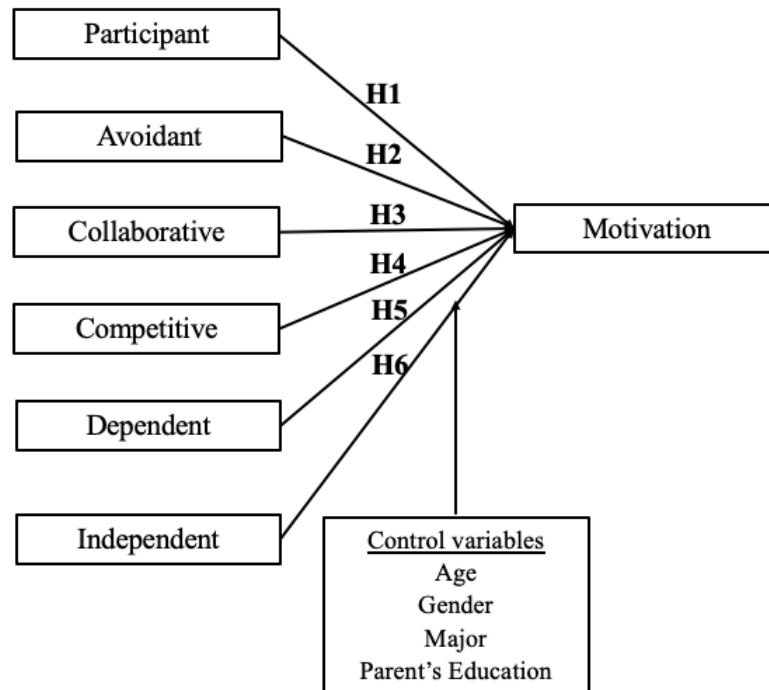 Participant
H1
Avoidant
H2
Collaborative
H3
Motivation
H4
Competitive
H5
H6
Dependent
Independent
Control variables
Age
Gender
Major
Parent's Education